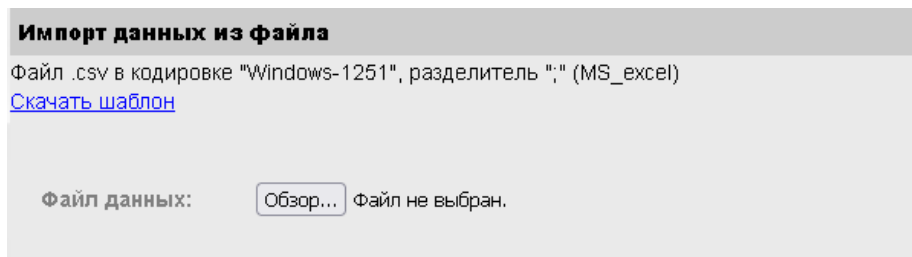 Импорт данных из файла
Файл .csv в кодировке "Windows-1251", разделитель ";" (MS_excel)
Скачать шаблон
Файл данных: Обзор... Файл не выбран.